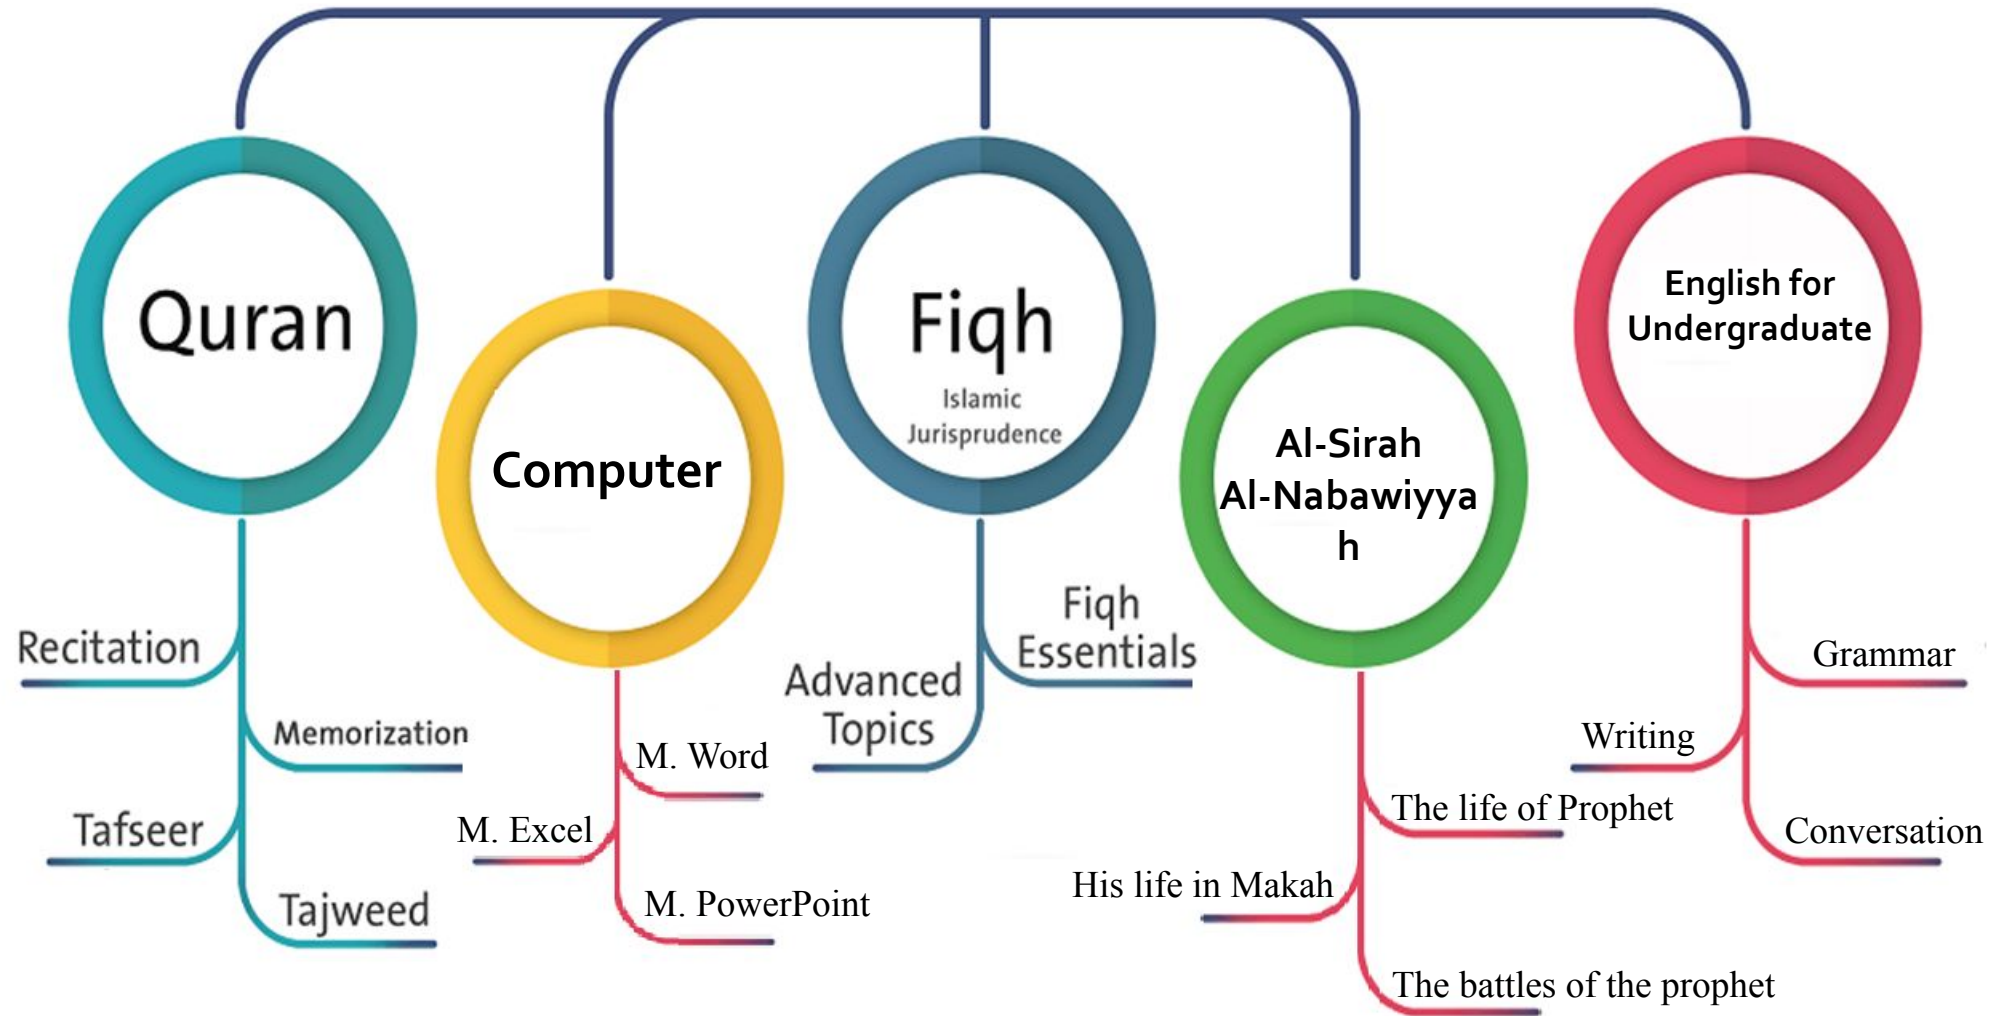 Quran
Recitation
Memorization
Tafseer
Tajweed
Computer
M. Word
M. Excel
M. PowerPoint
Fiqh
Islamic
Jurisprudence
Fiqh
Essentials
Advanced
Topics
Al-Sirah
Al-Nabawiyya
h
The life of Prophet
His life in Makah
The battles of the prophet
English for
Undergraduate
Grammar
Writing
Conversation